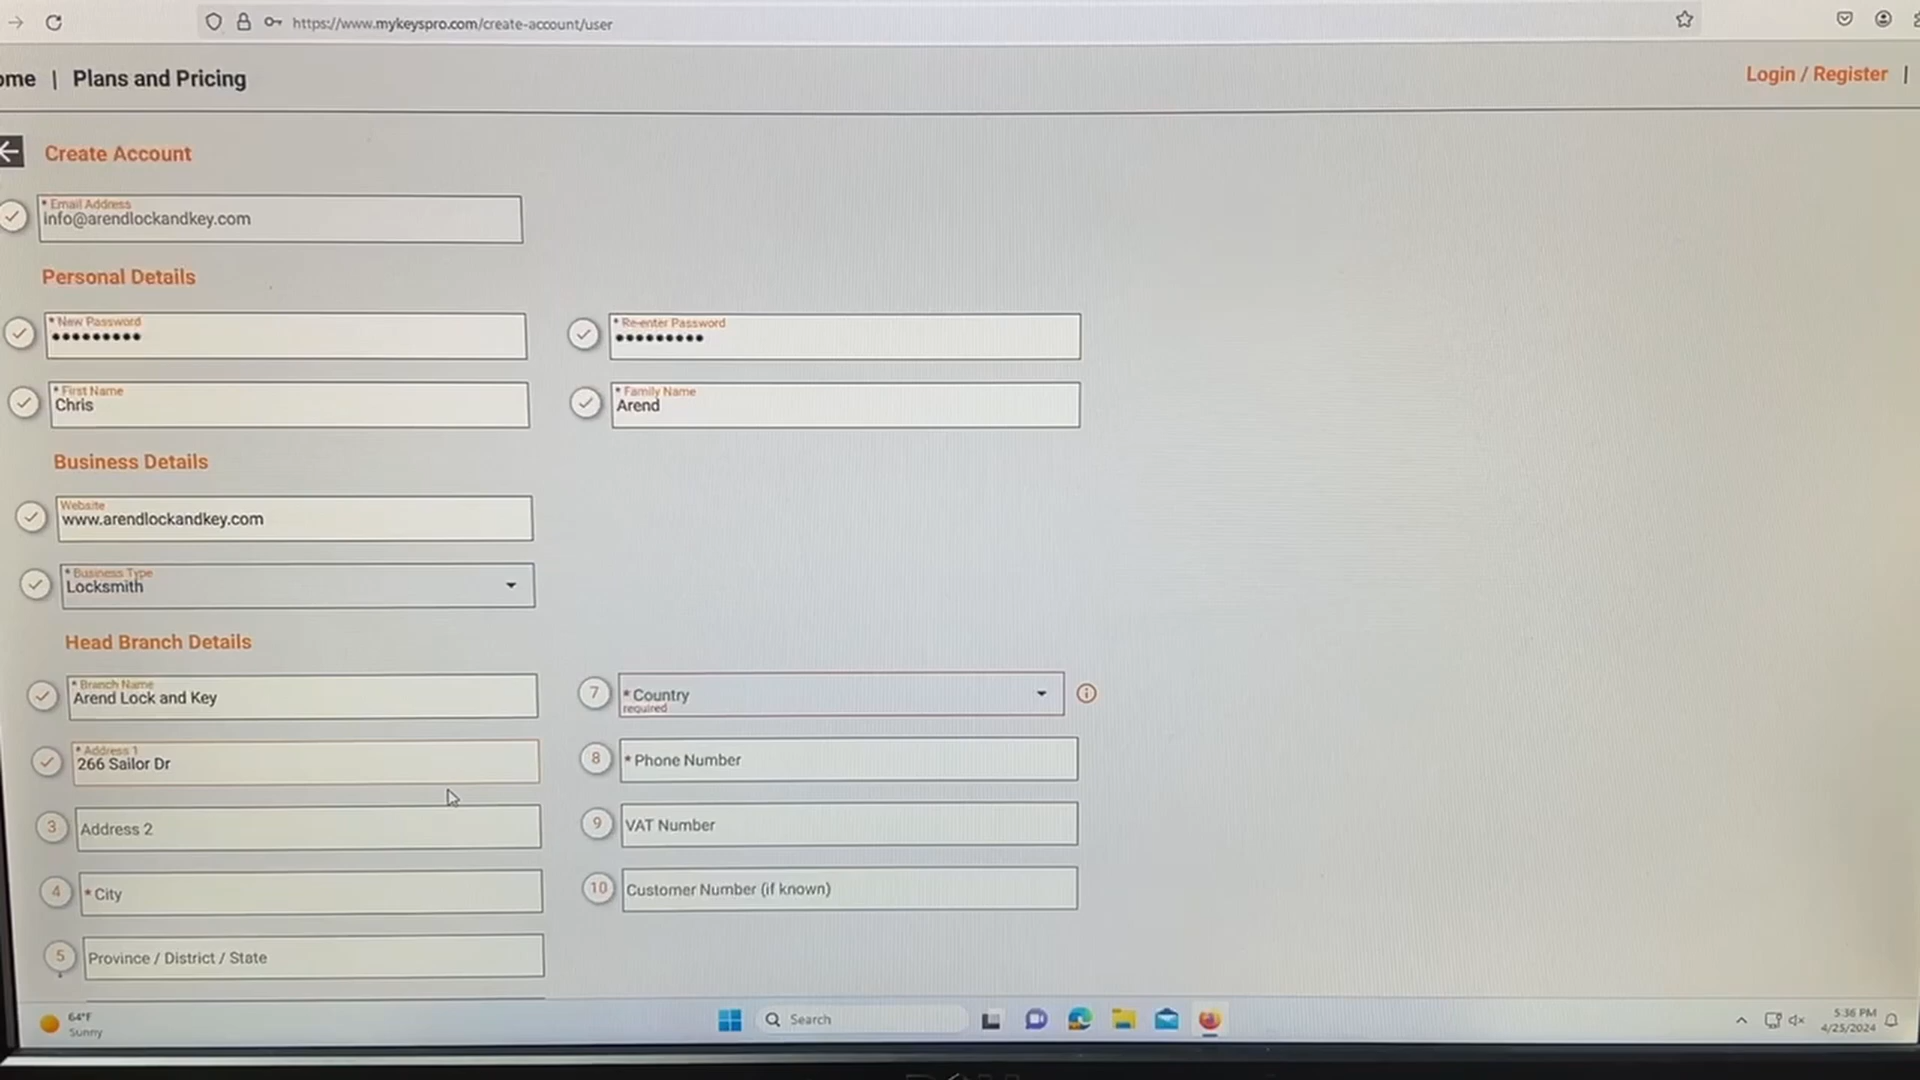 https://www.mykeyspro.com/create-account/user
ome | Plans and Pricing
Login / Register |
Create Account
* Email Address
info@arendlockandkey.com
Personal Details
* New Password
•••••••••
* Re-enter Password
•••••••••
* First Name
Chris
* Family Name
Arend
Business Details
Website
www.arendlockandkey.com
* Business Type
Locksmith
Head Branch Details
* Branch Name
Arend Lock and Key
7
* Country
required
* Address 1
266 Sailor Dr
8
* Phone Number
3
Address 2
9
VAT Number
4
* City
10
Customer Number (if known)
5
Province / District / State
64°F
Sunny
Search
5:36 PM
4/25/2024